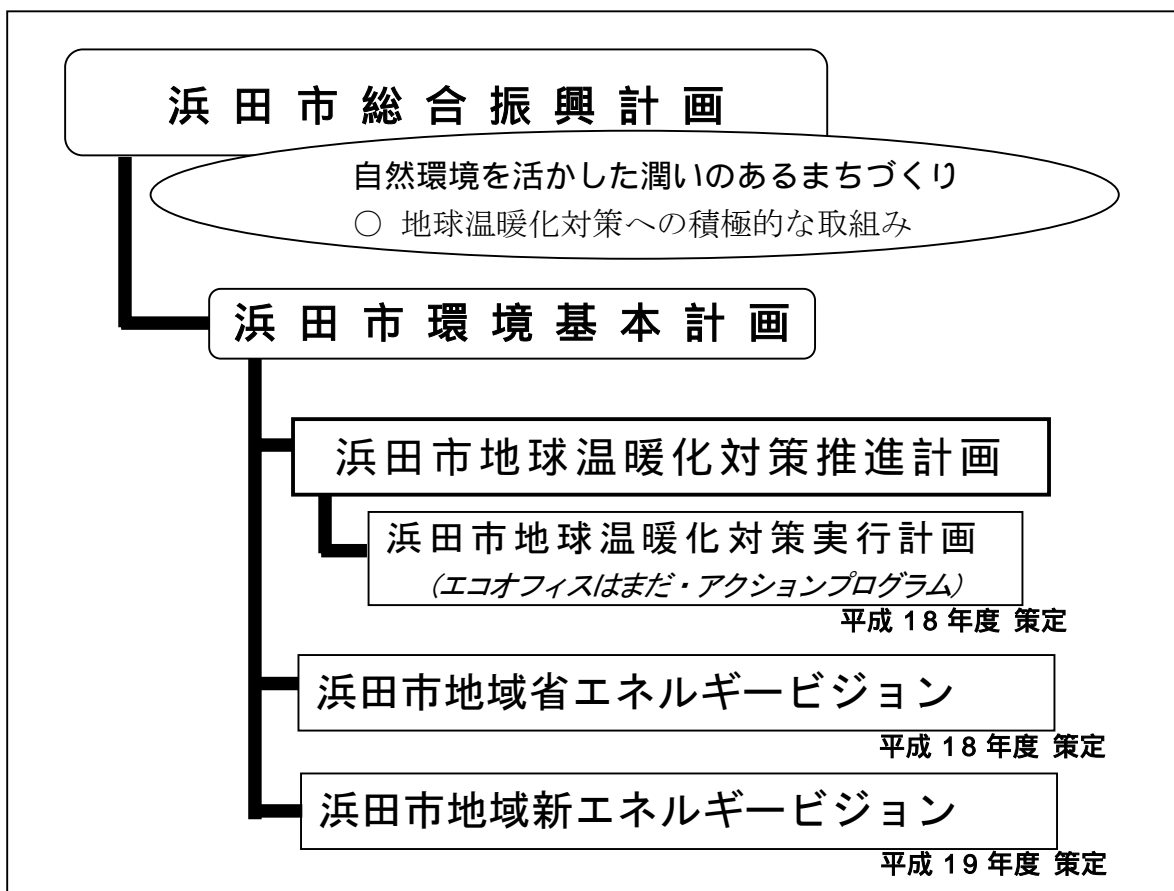 浜田市総合振興計画
自然環境を活かした潤いのあるまちづくり
○ 地球温暖化対策への積極的な取組み
浜田市環境基本計画
浜田市地球温暖化対策推進計画
浜田市地球温暖化対策実行計画
(エコオフィスはまだ・アクションプログラム)
平成 18 年度 策定
浜田市地域省エネルギービジョン
平成 18 年度 策定
浜田市地域新エネルギービジョン
平成 19 年度 策定